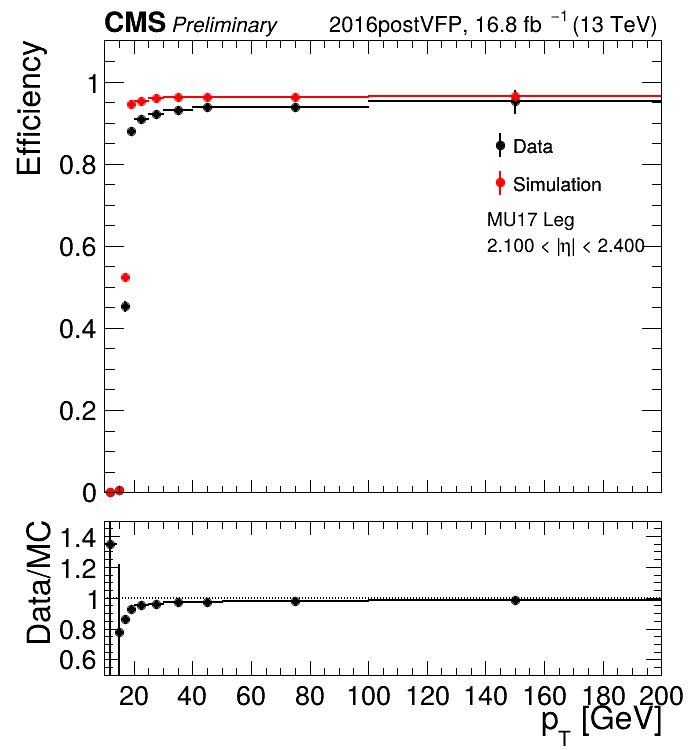 CMS Preliminary 2016postVFP, 16.8 fb⁻¹ (13 TeV)
Efficiency
1
0.8
0.6
0.4
0.2
0
Data
Simulation
MU17 Leg
2.100 < |η| < 2.400
Data/MC
1.4
1.2
1
0.8
0.6
20 40 60 80 100 120 140 160 180 200
p_T [GeV]